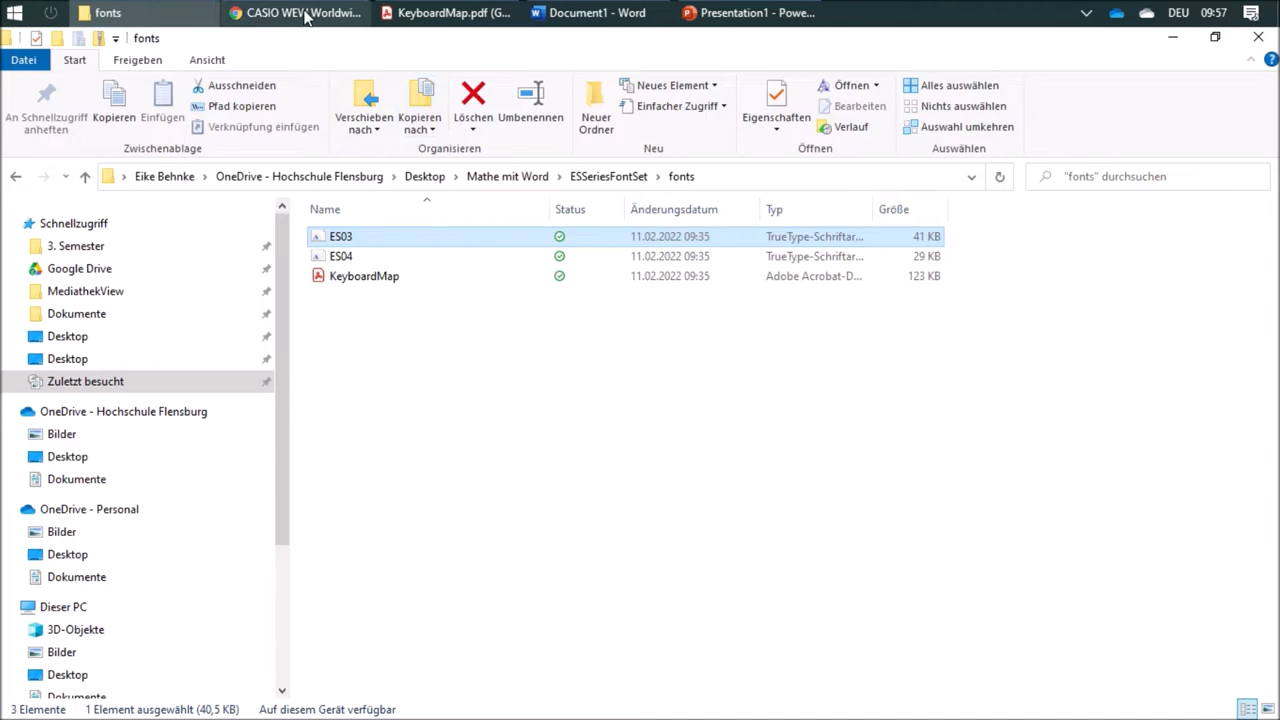 fonts
CASIO WEV Worldwi...
KeyboardMap.pdf (G...
Document1 - Word
Presentation1 - Powe...
DEU
09:57
fonts
Datei
Start
Freigeben
Ansicht
An Schnellzugriff
anheften
Kopieren
Einfügen
Ausschneiden
Pfad kopieren
Verknüpfung einfügen
Zwischenablage
Verschieben
nach
Kopieren
nach
Löschen
Umbenennen
Organisieren
Neuer
Ordner
Neues Element
Einfacher Zugriff
Neu
Eigenschaften
Öffnen
Bearbeiten
Verlauf
Öffnen
Alles auswählen
Nichts auswählen
Auswahl umkehren
Auswählen
Eike Behnke > OneDrive - Hochschule Flensburg > Desktop > Mathe mit Word > ESSeriesFontSet > fonts
"fonts" durchsuchen
Name Status Änderungsdatum Typ Größe
ES03 11.02.2022 09:35 TrueType-Schriftar... 41 KB
ES04 11.02.2022 09:35 TrueType-Schriftar... 29 KB
KeyboardMap 11.02.2022 09:35 Adobe Acrobat-D... 123 KB
Schnellzugriff
3. Semester
Google Drive
MediathekView
Dokumente
Desktop
Desktop
Zuletzt besucht
OneDrive - Hochschule Flensburg
Bilder
Desktop
Dokumente
OneDrive - Personal
Bilder
Desktop
Dokumente
Dieser PC
3D-Objekte
Bilder
Desktop
Dokumente
3 Elemente 1 Element ausgewählt (40,5 KB) Auf diesem Gerät verfügbar